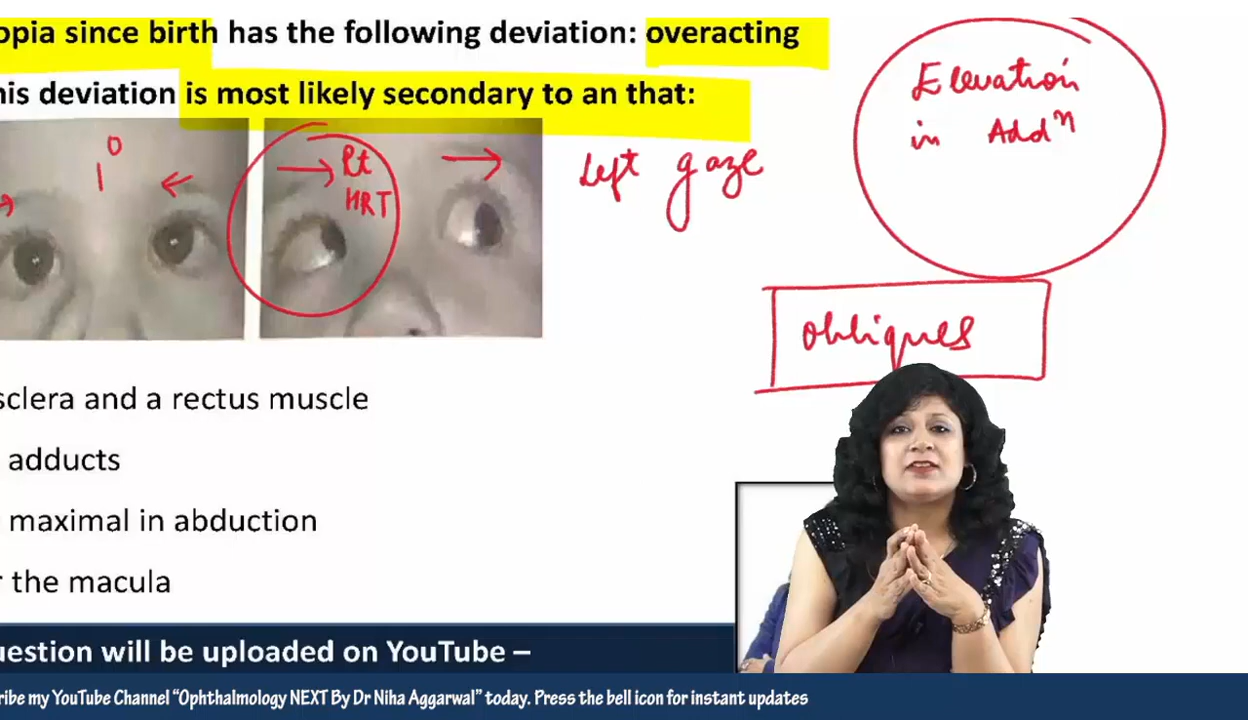 opia since birth has the following deviation: overacting
his deviation is most likely secondary to an that:
1°
Rt
HRT
left gaze
Elevation
in Addⁿ
obliques
sclera and a rectus muscle
adducts
maximal in abduction
r the macula
uestion will be uploaded on YouTube –
ribe my YouTube Channel “Ophthalmology NEXT By Dr Niha Aggarwal” today. Press the bell icon for instant updates